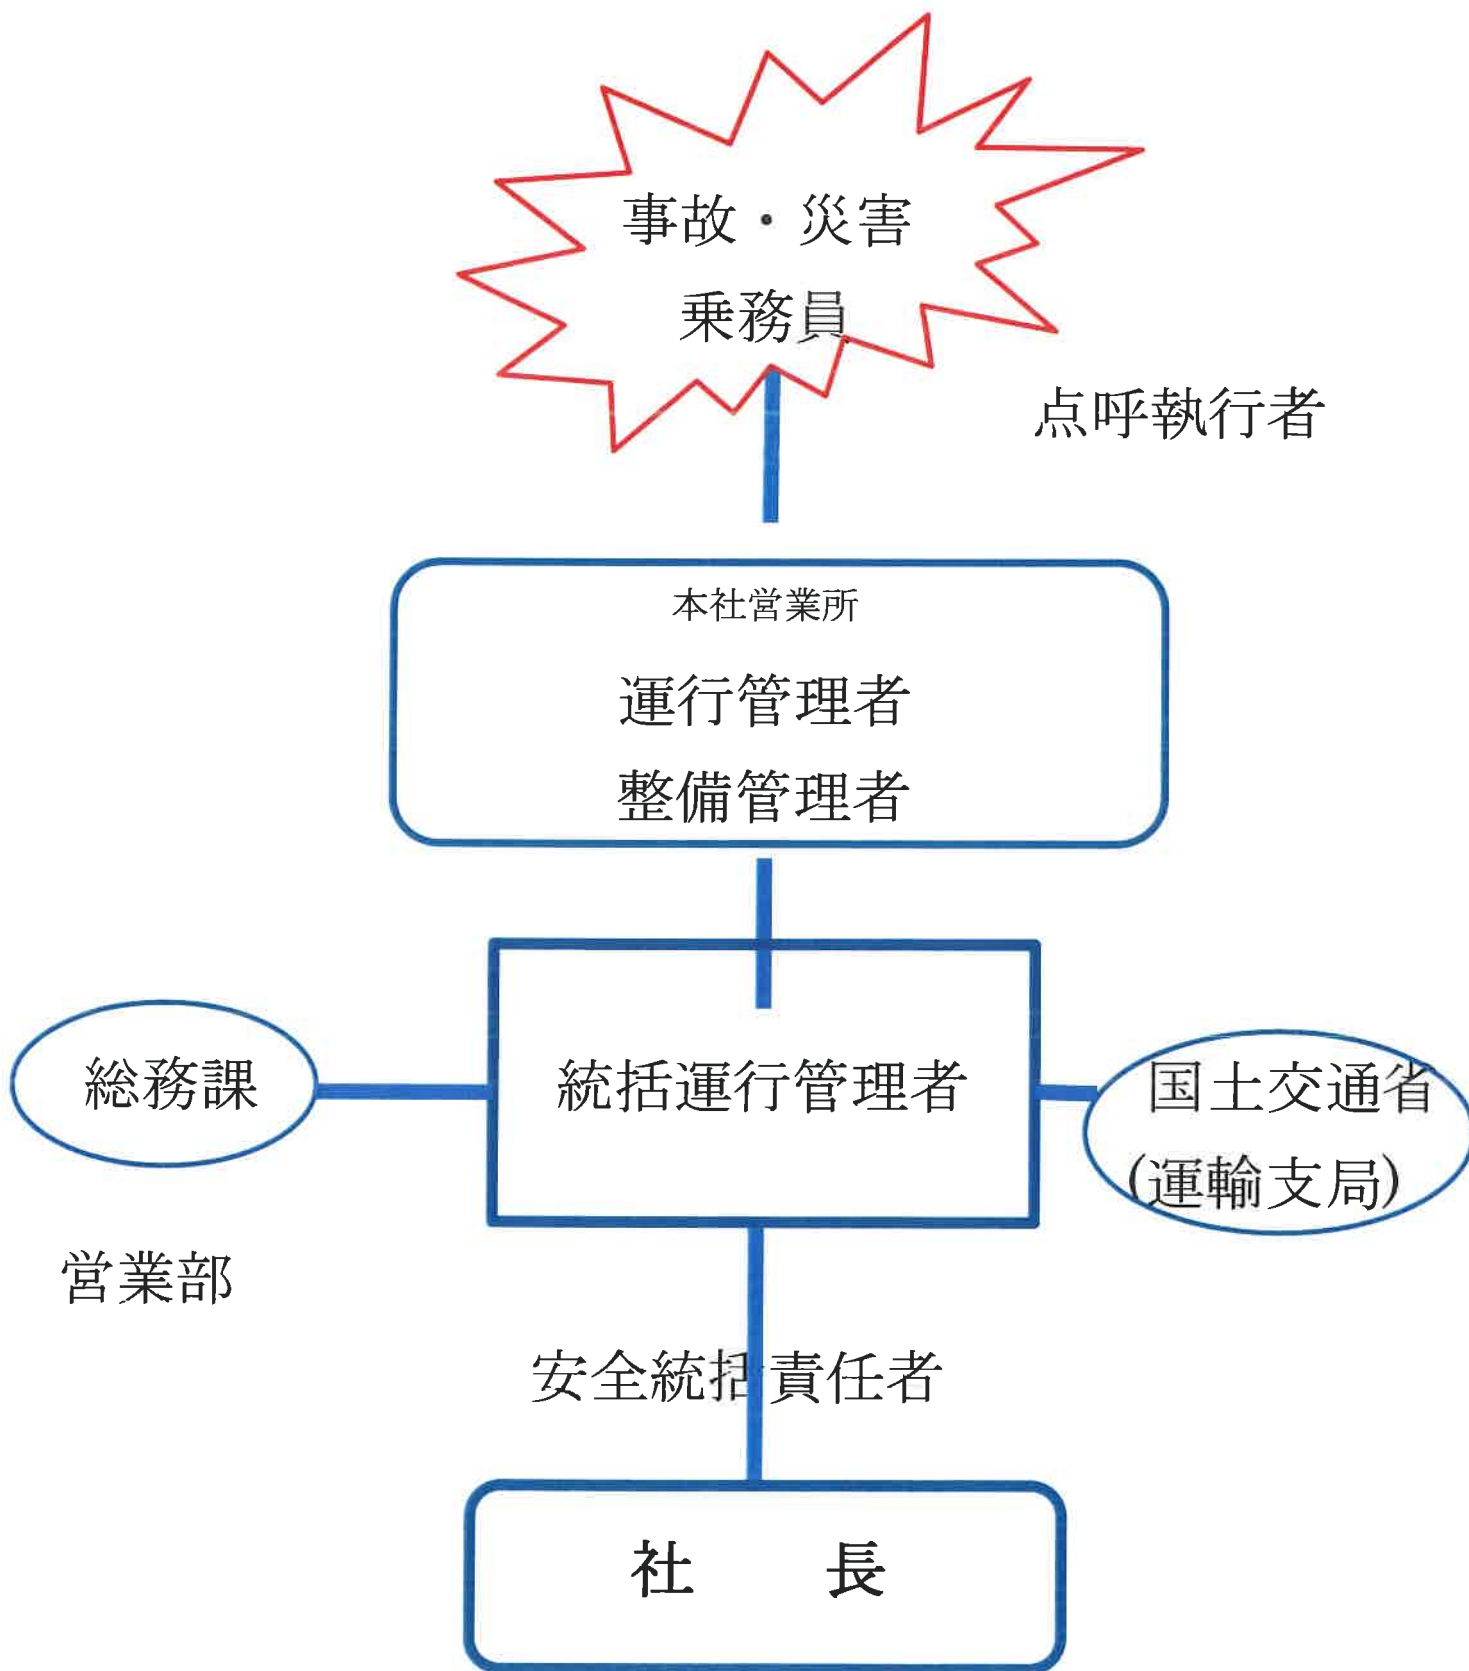 事故・災害
乗務員
点呼執行者
本社営業所
運行管理者
整備管理者
総務課
統括運行管理者
国土交通省
(運輸支局)
営業部
安全統括責任者
社　　長